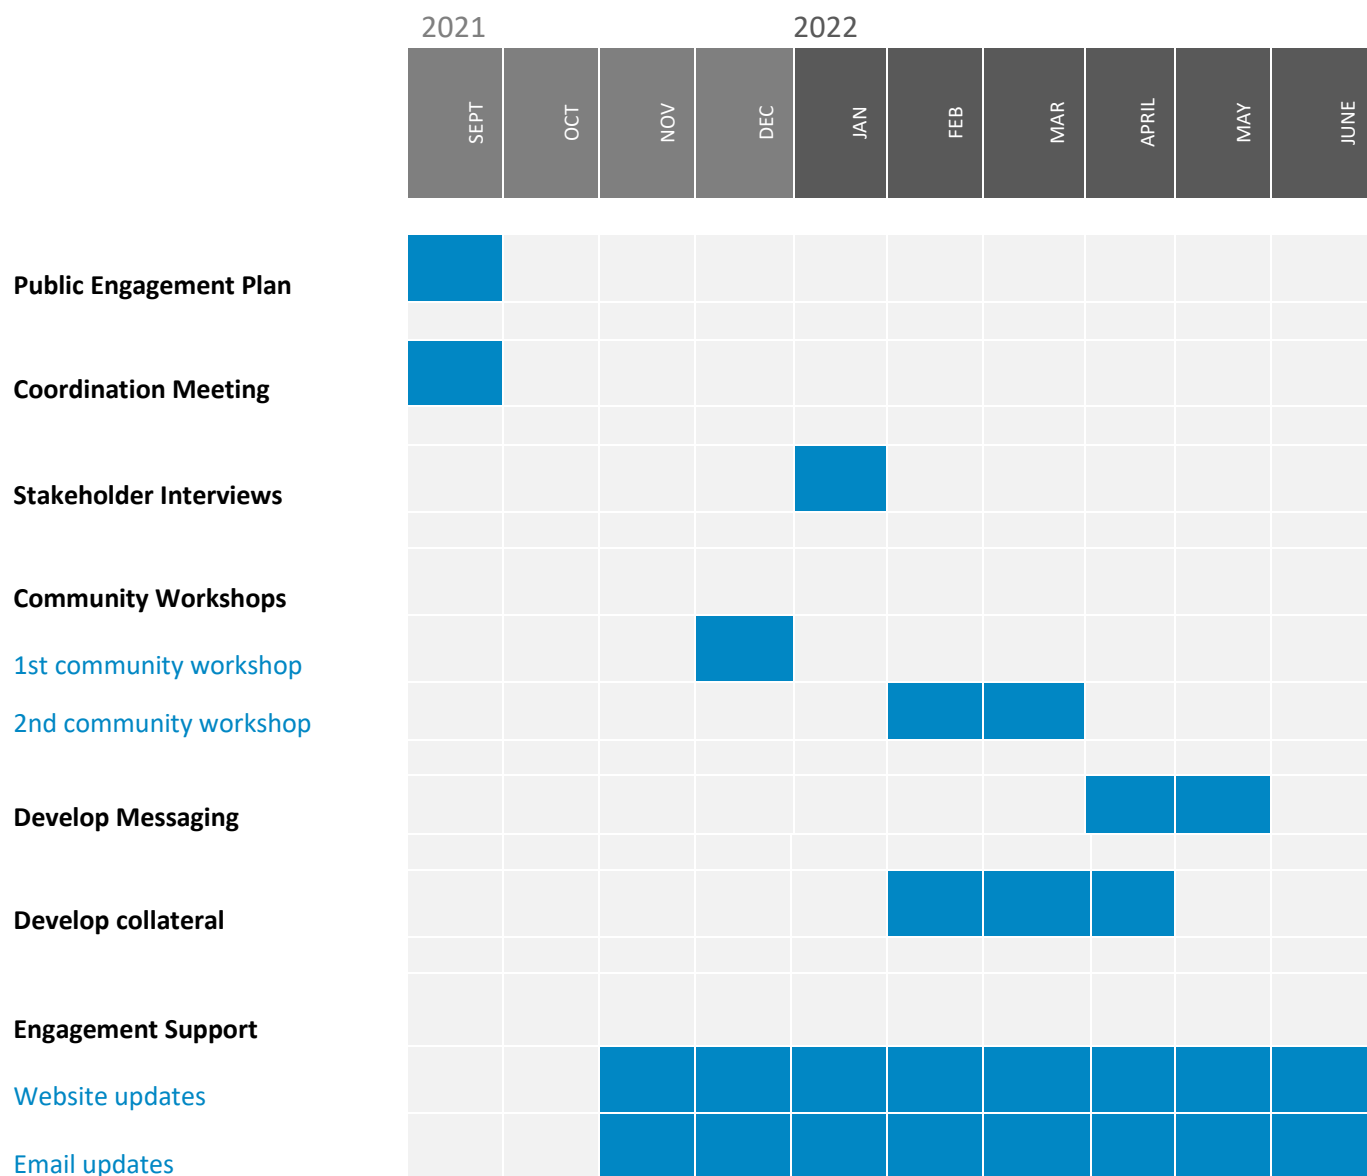 2021 2022
SEPT OCT NOV DEC JAN FEB MAR APRIL MAY JUNE
Public Engagement Plan
Coordination Meeting
Stakeholder Interviews
Community Workshops
1st community workshop
2nd community workshop
Develop Messaging
Develop collateral
Engagement Support
Website updates
Email updates